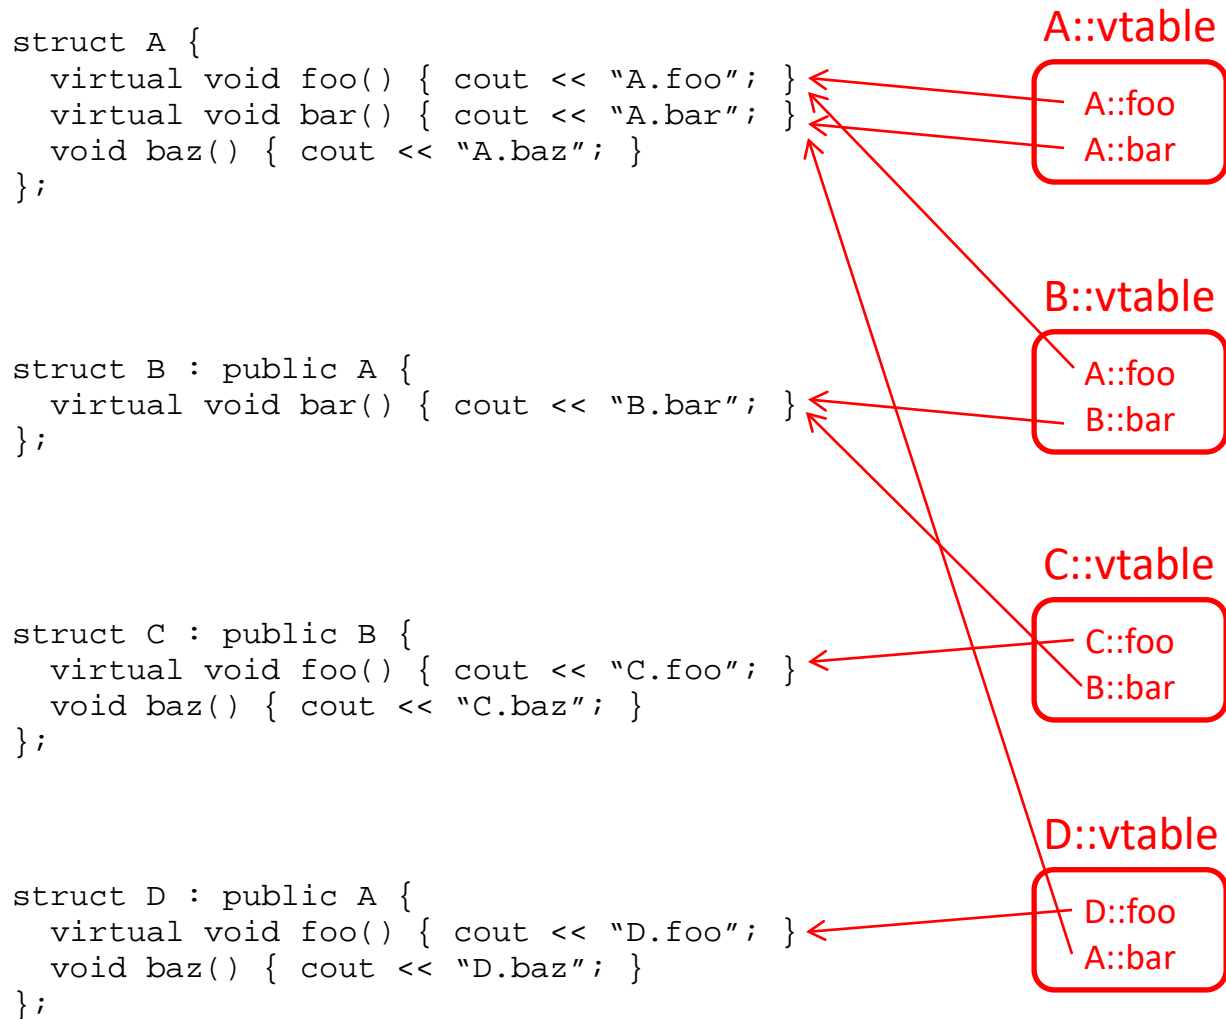 struct A {
  virtual void foo() { cout << “A.foo”; }
  virtual void bar() { cout << “A.bar”; }
  void baz() { cout << “A.baz”; }
};
A::vtable
A::foo
A::bar
struct B : public A {
  virtual void bar() { cout << “B.bar”; }
};
B::vtable
A::foo
B::bar
struct C : public B {
  virtual void foo() { cout << “C.foo”; }
  void baz() { cout << “C.baz”; }
};
C::vtable
C::foo
B::bar
struct D : public A {
  virtual void foo() { cout << “D.foo”; }
  void baz() { cout << “D.baz”; }
};
D::vtable
D::foo
A::bar